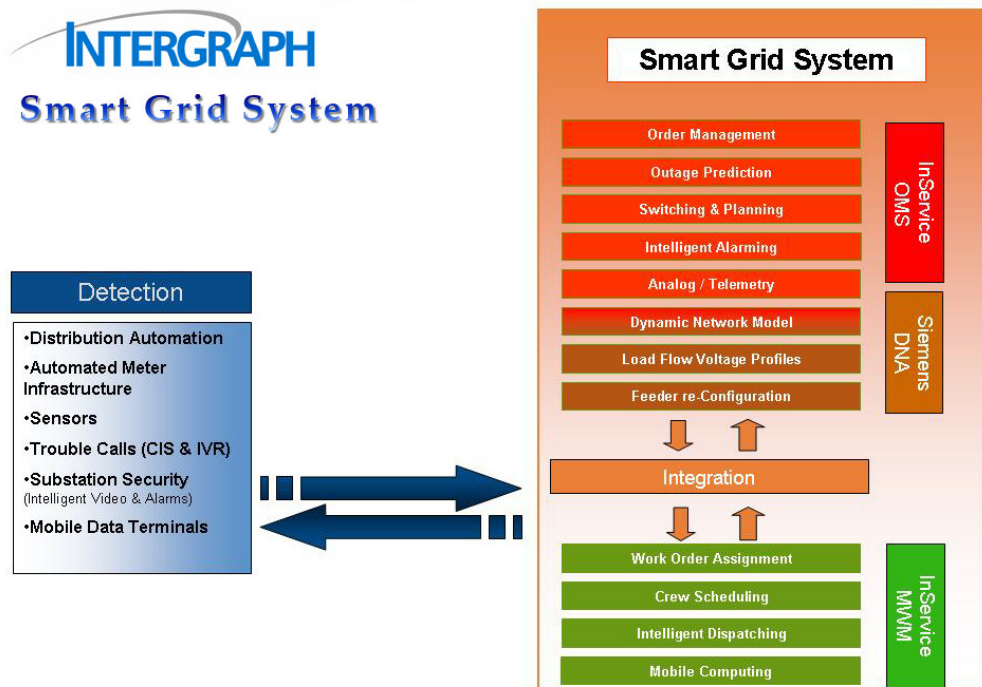 INTERGRAPH
Smart Grid System
Detection
•Distribution Automation
•Automated Meter
Infrastructure
•Sensors
•Trouble Calls (CIS & IVR)
•Substation Security
(Intelligent Video & Alarms)
•Mobile Data Terminals
Smart Grid System
Order Management
Outage Prediction
Switching & Planning
Intelligent Alarming
Analog / Telemetry
Dynamic Network Model
Load Flow Voltage Profiles
Feeder re-Configuration
InService
OMS
Siemens
DNA
Integration
Work Order Assignment
Crew Scheduling
Intelligent Dispatching
Mobile Computing
InService
MWM